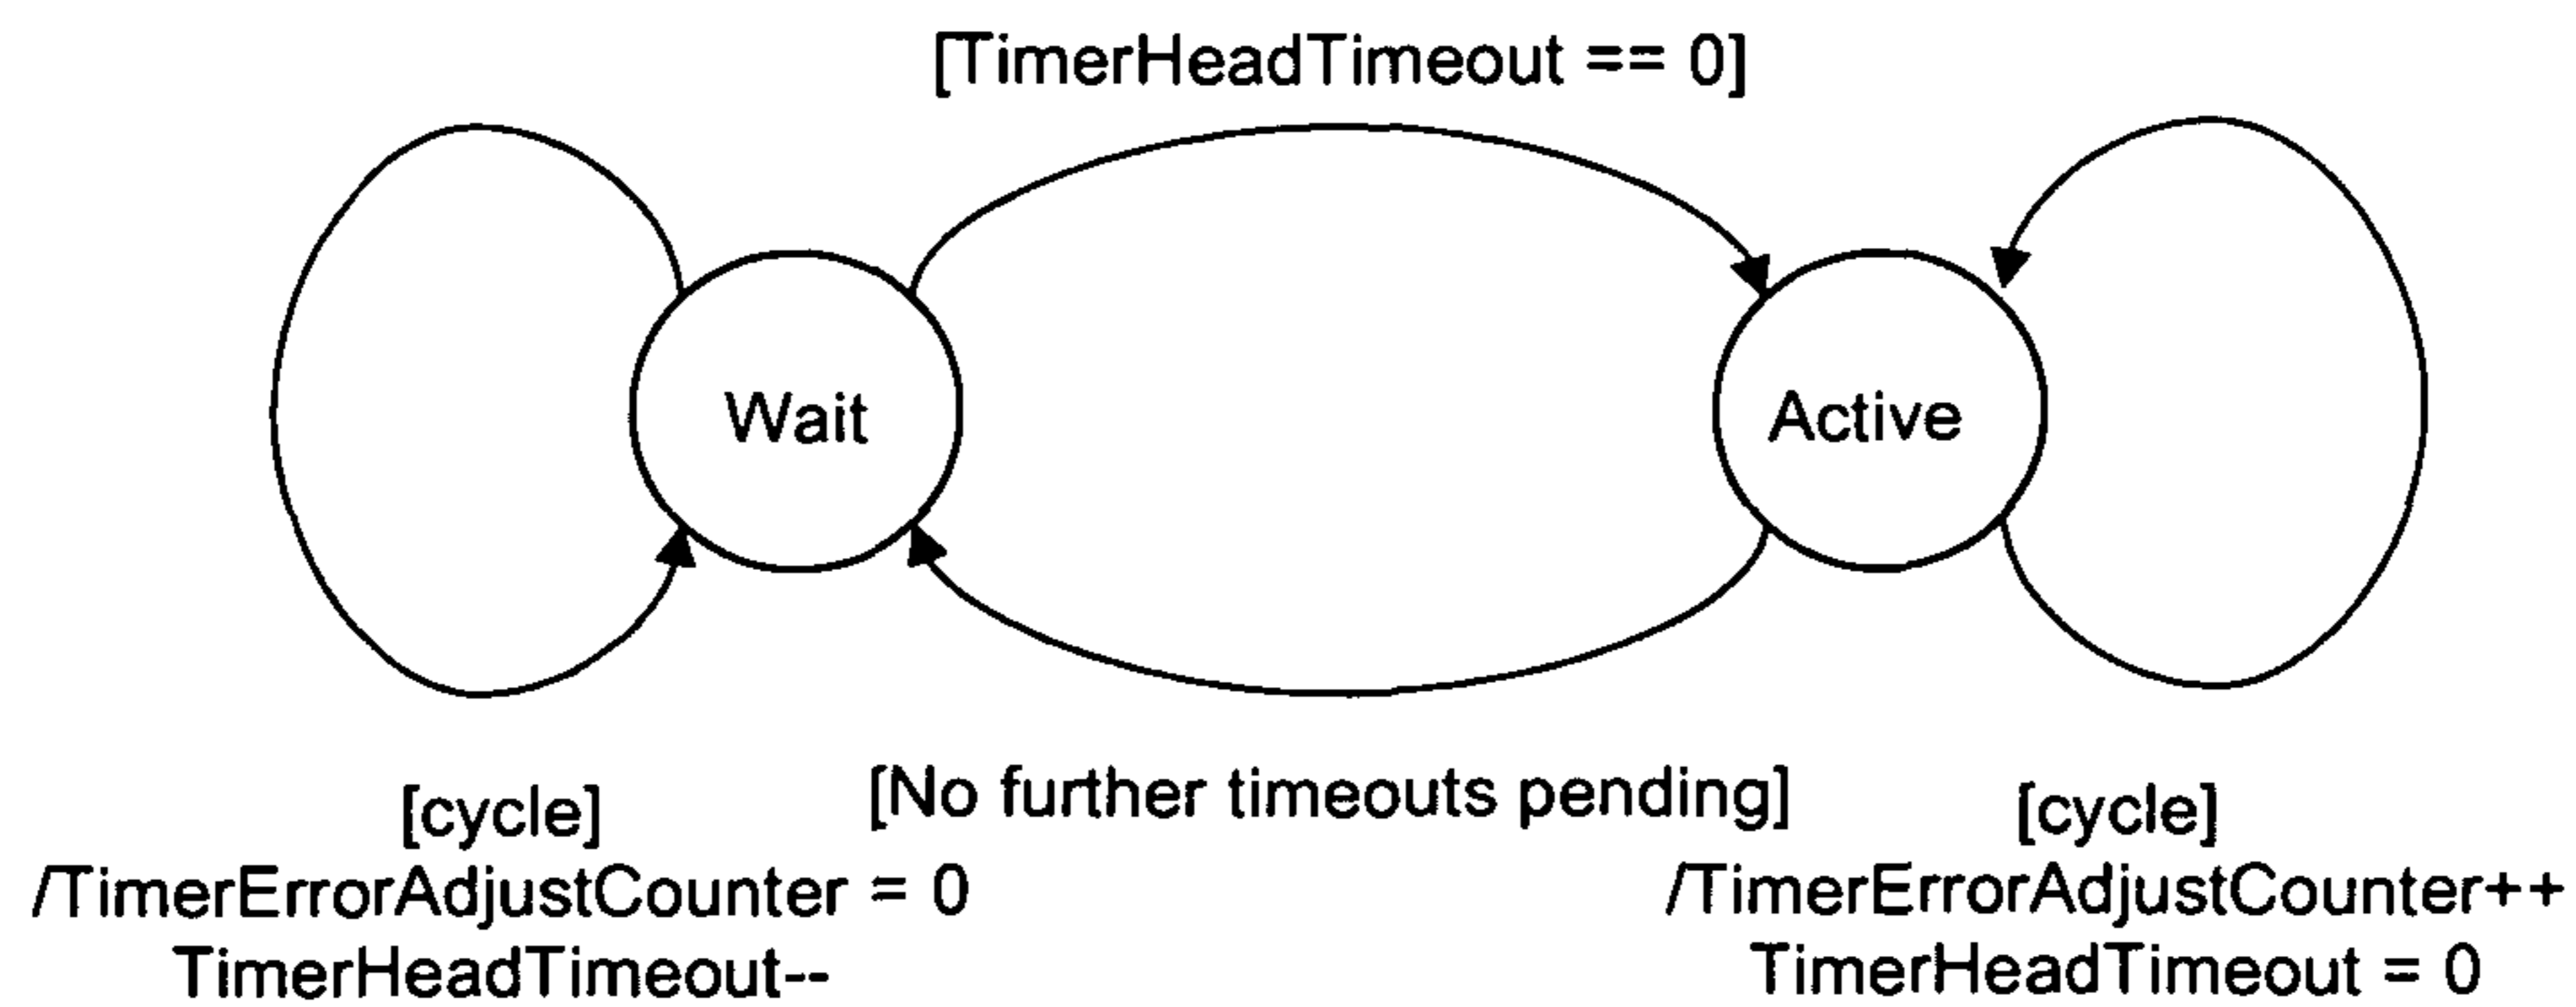 [TimerHeadTimeout == 0]
Wait
Active
[cycle]
/TimerErrorAdjustCounter = 0
TimerHeadTimeout--
[No further timeouts pending]
[cycle]
/TimerErrorAdjustCounter++
TimerHeadTimeout = 0